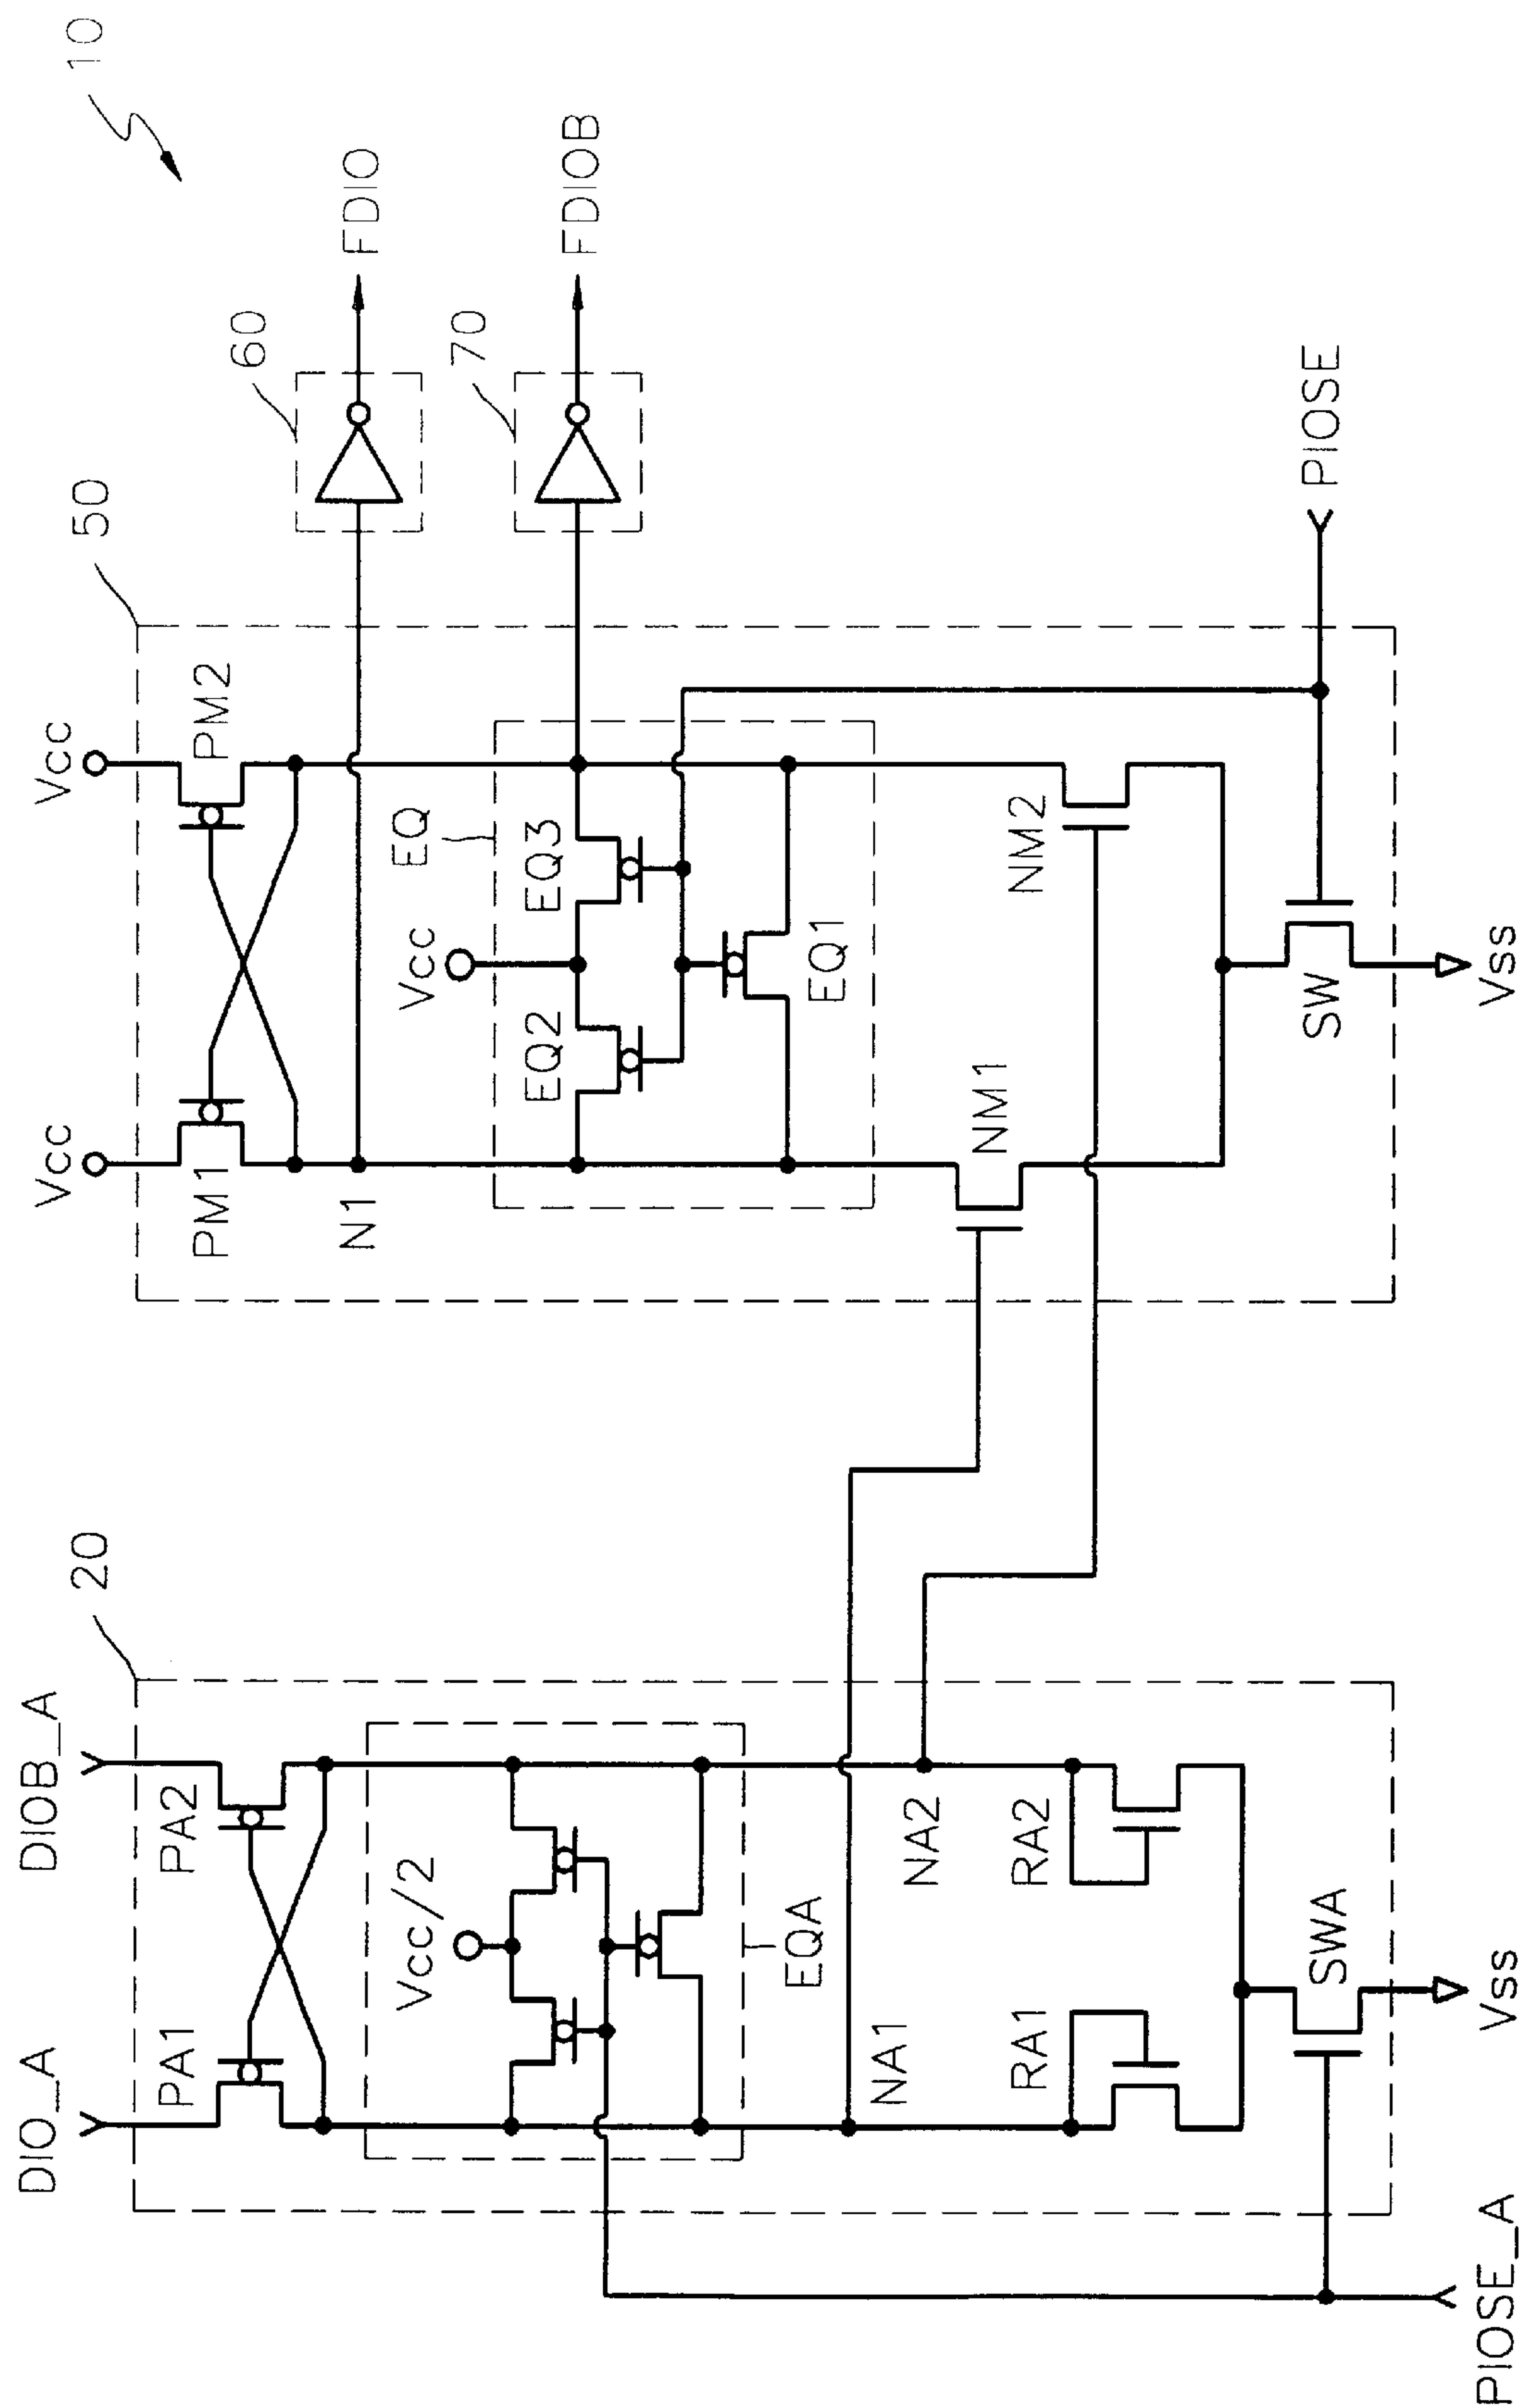 10
DIO_A
DIOB_A
20
PA1
PA2
Vcc/2
EQA
NA1
NA2
RA1
RA2
SWA
Vss
PIOSE_A
Vcc
Vcc
50
PM1
PM2
N1
60
FDIO
EQ
Vcc
EQ2
EQ3
70
FDIOB
EQ1
NM1
NM2
SW
PIOSE
Vss